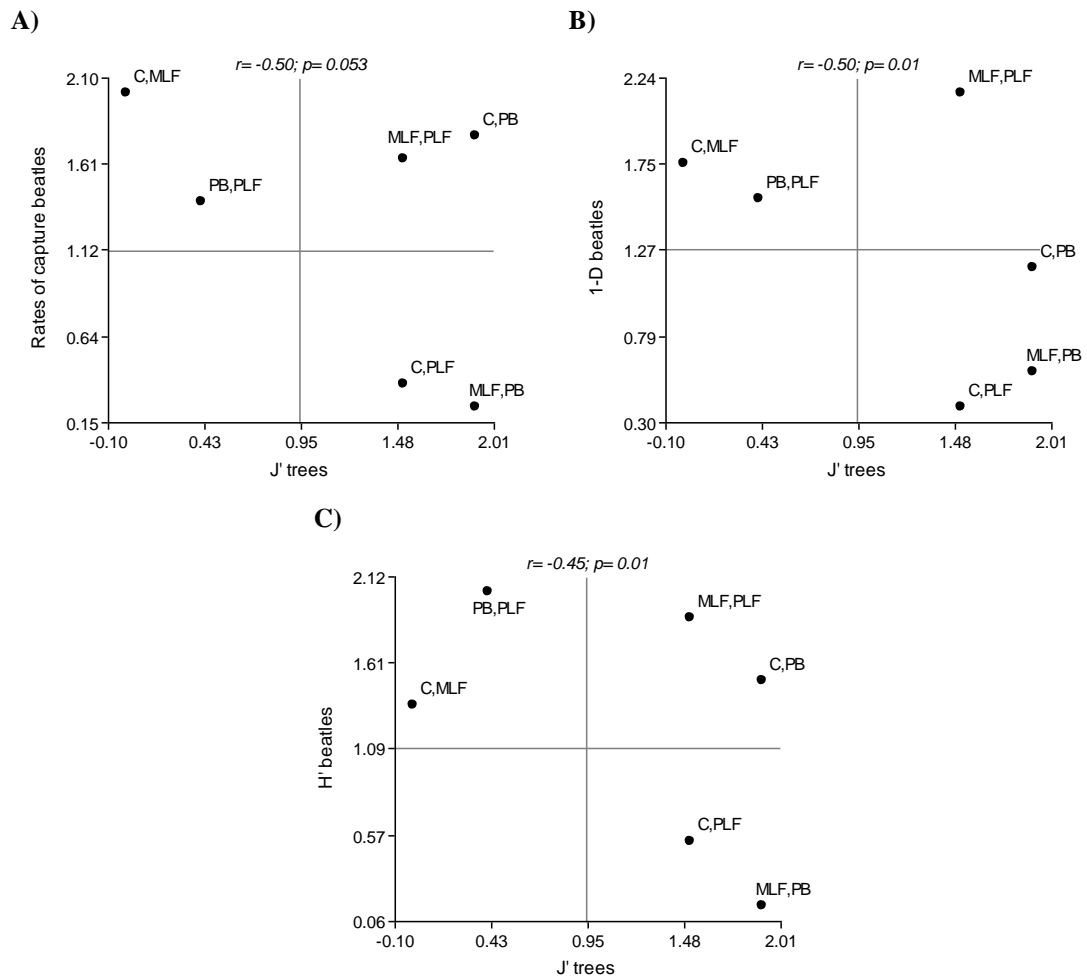 A)
r= -0.50; p= 0.053
2.10
1.61
1.12
0.64
0.15
-0.10 0.43 0.95 1.48 2.01
Rates of capture beatles
J' trees
C,MLF
C,PB
MLF,PLF
PB,PLF
C,PLF
MLF,PB
B)
r= -0.50; p= 0.01
2.24
1.75
1.27
0.79
0.30
-0.10 0.43 0.95 1.48 2.01
1-D beatles
J' trees
MLF,PLF
C,MLF
PB,PLF
C,PB
MLF,PB
C,PLF
C)
r= -0.45; p= 0.01
2.12
1.61
1.09
0.57
0.06
-0.10 0.43 0.95 1.48 2.01
H' beatles
J' trees
PB,PLF
MLF,PLF
C,PB
C,MLF
C,PLF
MLF,PB